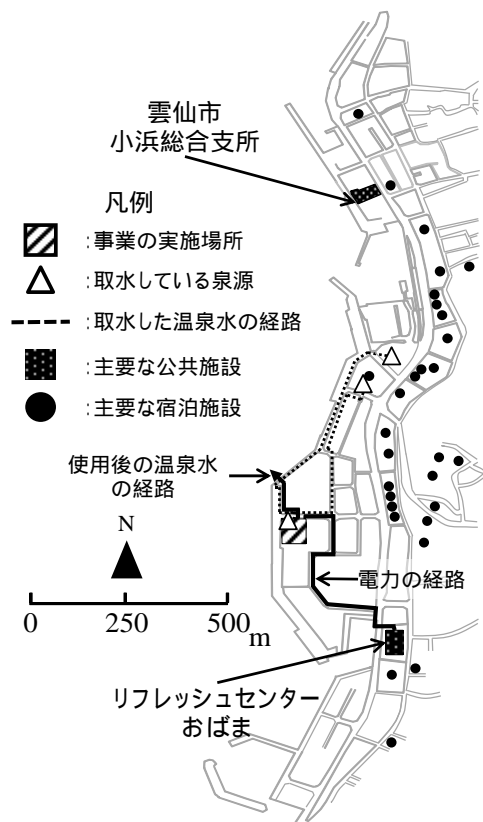 雲仙市
小浜総合支所
凡例
:事業の実施場所
:取水している泉源
:取水した温泉水の経路
:主要な公共施設
:主要な宿泊施設
使用後の温泉水
の経路
N
電力の経路
0 250 500m
リフレッシュセンター
おばま